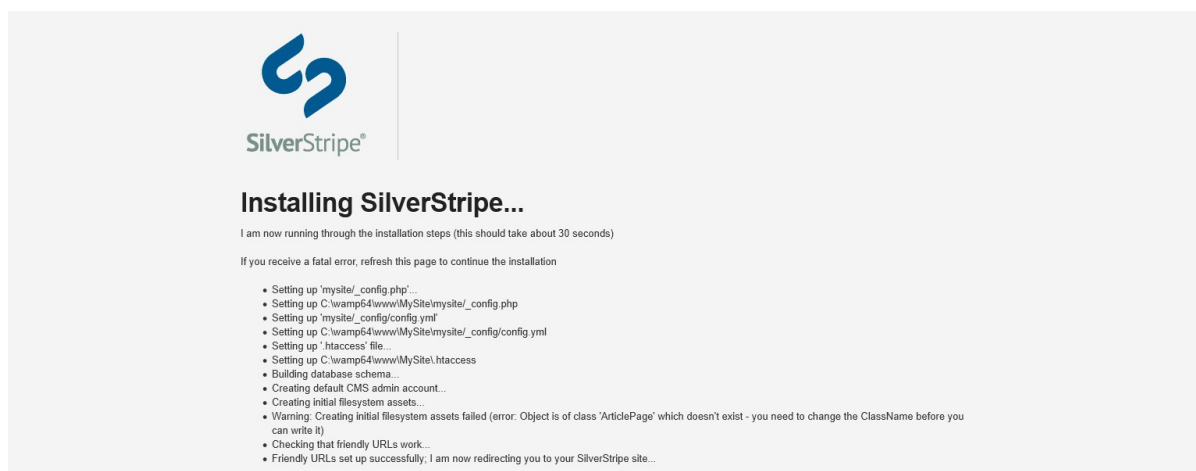 SilverStripe®
Installing SilverStripe...
I am now running through the installation steps (this should take about 30 seconds)
If you receive a fatal error, refresh this page to continue the installation
• Setting up 'mysite/_config.php'...
• Setting up C:\wamp64\www\MySite\mysite/_config.php
• Setting up 'mysite/_config/config.yml'
• Setting up C:\wamp64\www\MySite\mysite/_config/config.yml
• Setting up '.htaccess' file...
• Setting up C:\wamp64\www\MySite\.htaccess
• Building database schema...
• Creating default CMS admin account...
• Creating initial filesystem assets...
• Warning: Creating initial filesystem assets failed (error: Object is of class 'ArticlePage' which doesn't exist - you need to change the ClassName before you
can write it)
• Checking that friendly URLs work...
• Friendly URLs set up successfully; I am now redirecting you to your SilverStripe site...